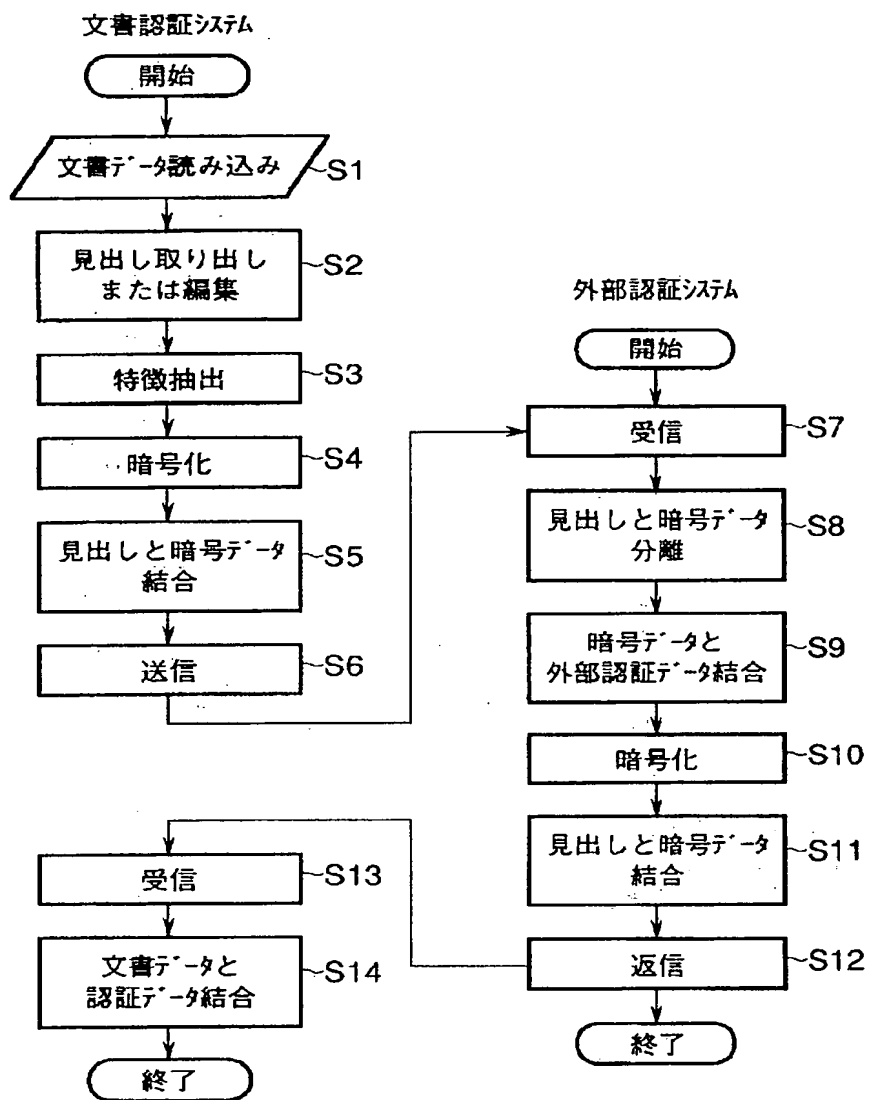 文書認証システム
開始
文書データ読み込み
S1
見出し取り出し
または編集
S2
特徴抽出
S3
暗号化
S4
見出しと暗号データ
結合
S5
送信
S6
外部認証システム
開始
受信
S7
見出しと暗号データ
分離
S8
暗号データと
外部認証データ結合
S9
暗号化
S10
見出しと暗号データ
結合
S11
返信
S12
終了
受信
S13
文書データと
認証データ結合
S14
終了